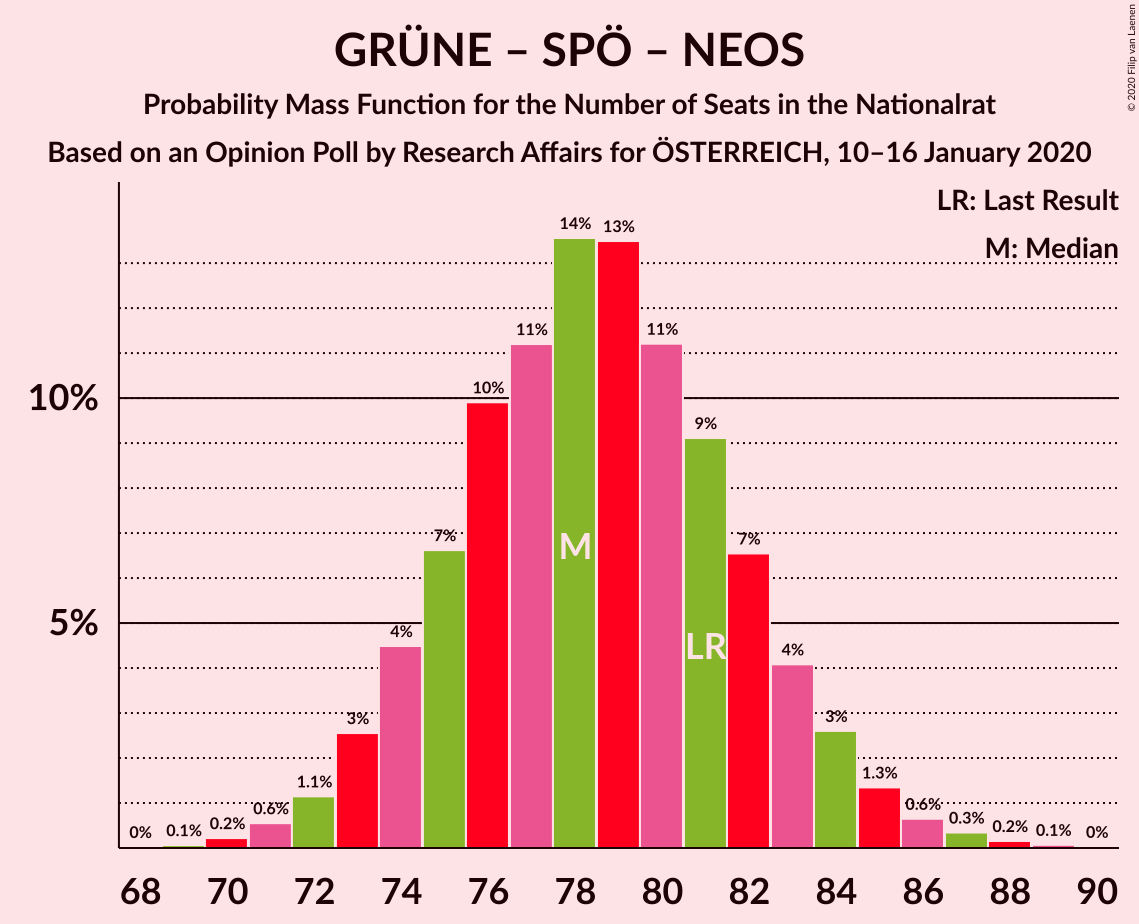 GRÜNE – SPÖ – NEOS
Probability Mass Function for the Number of Seats in the Nationalrat
Based on an Opinion Poll by Research Affairs for ÖSTERREICH, 10–16 January 2020
© 2020 Filip van Laenen
LR: Last Result
M: Median
10%
5%
0%
0.1%
0.2%
0.6%
1.1%
3%
4%
7%
10%
11%
14%
13%
11%
9%
7%
4%
3%
1.3%
0.6%
0.3%
0.2%
0.1%
0%
M
LR
68 70 72 74 76 78 80 82 84 86 88 90